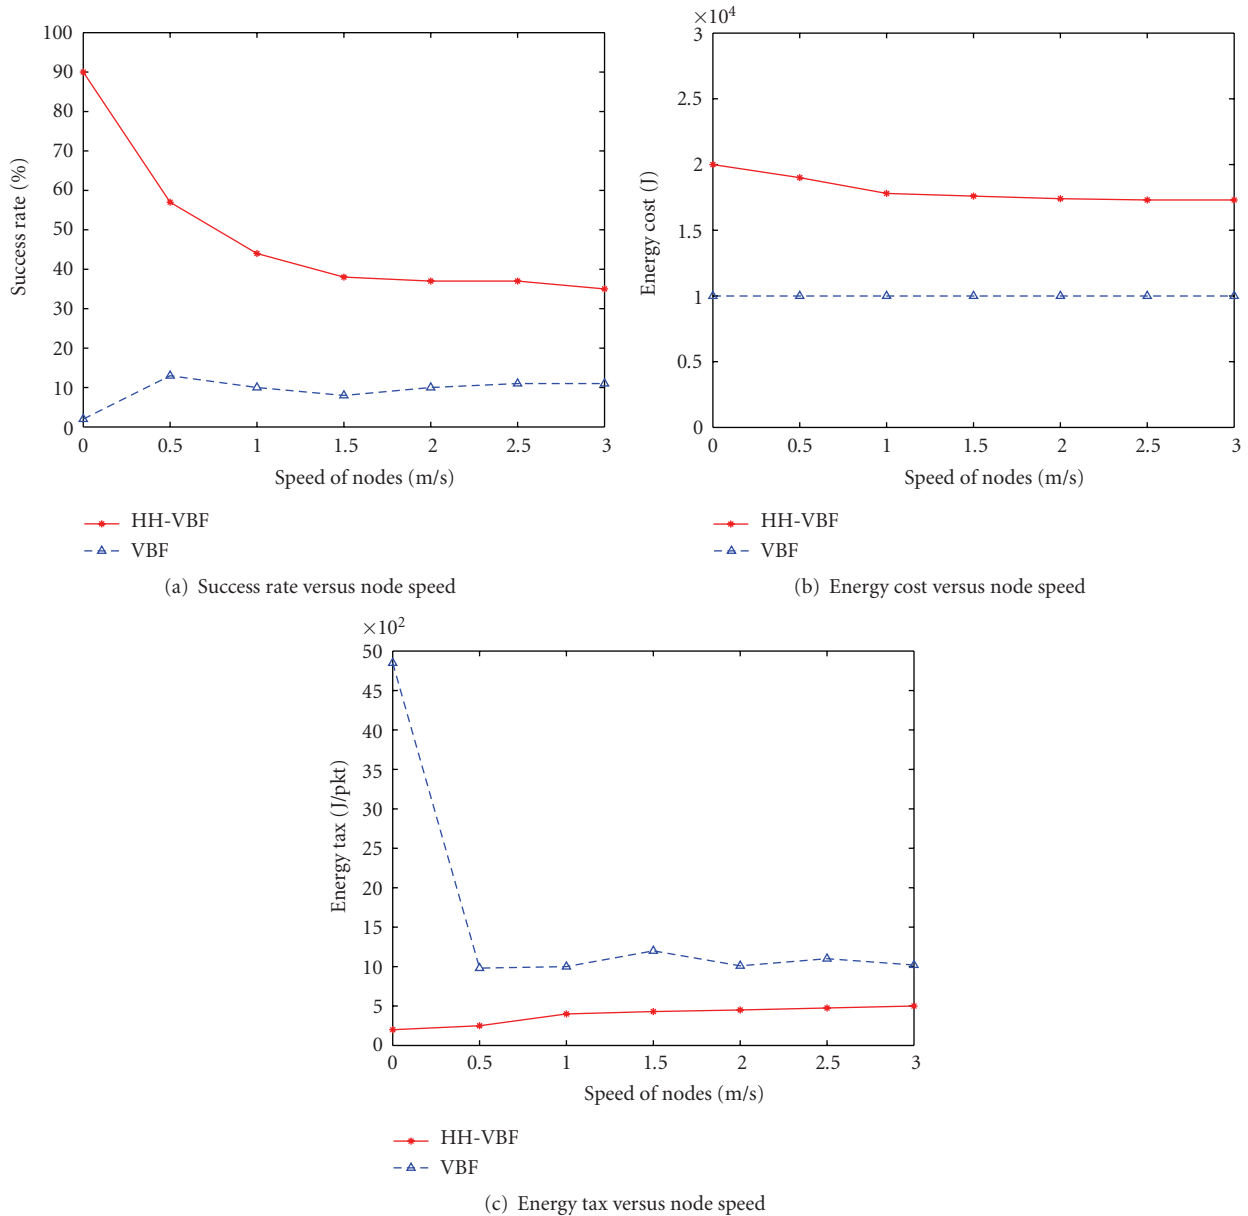 100
90
80
70
60
50
40
30
20
10
0
Success rate (%)
0 0.5 1 1.5 2 2.5 3
Speed of nodes (m/s)
HH-VBF
VBF
(a) Success rate versus node speed
×10^4
3
2.5
2
1.5
1
0.5
0
Energy cost (J)
0 0.5 1 1.5 2 2.5 3
Speed of nodes (m/s)
HH-VBF
VBF
(b) Energy cost versus node speed
×10^2
50
45
40
35
30
25
20
15
10
5
0
Energy tax (J/pkt)
0 0.5 1 1.5 2 2.5 3
Speed of nodes (m/s)
HH-VBF
VBF
(c) Energy tax versus node speed